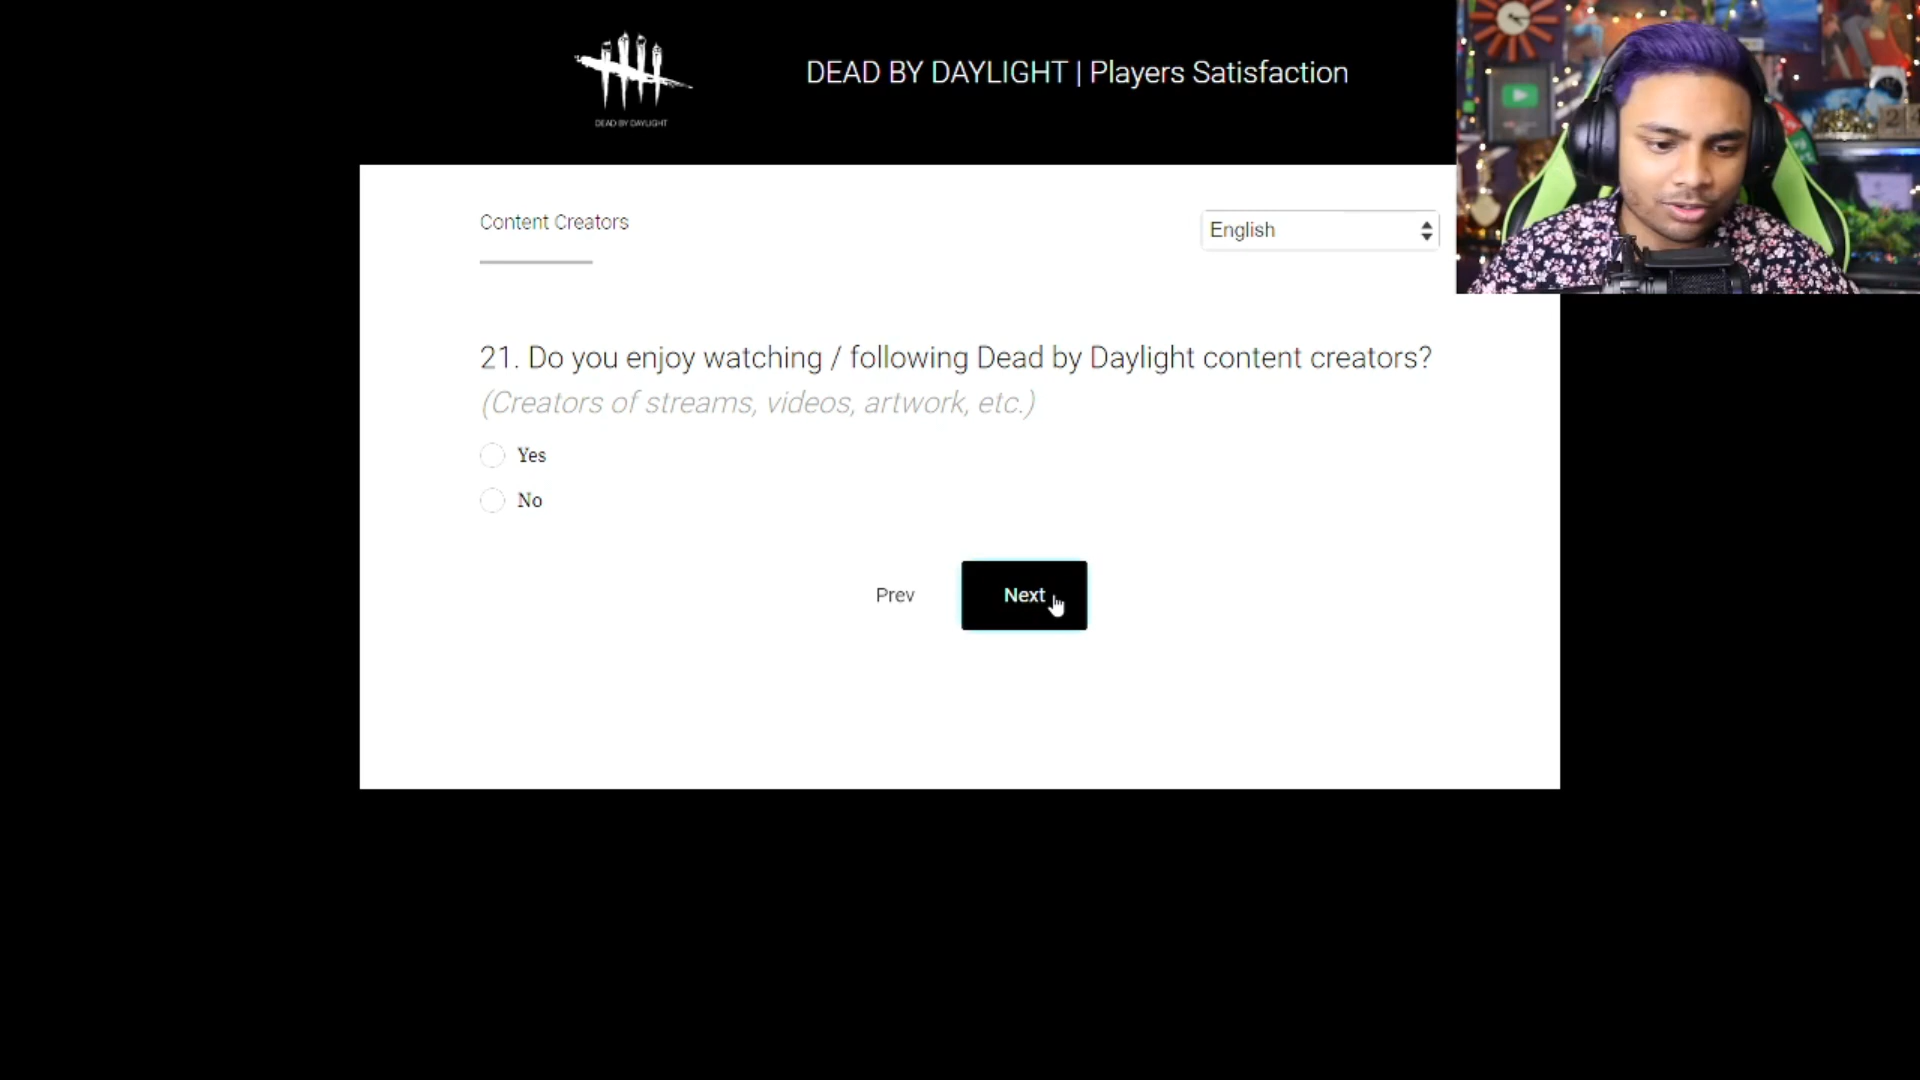 DEAD BY DAYLIGHT
DEAD BY DAYLIGHT | Players Satisfaction
Content Creators
English
21. Do you enjoy watching / following Dead by Daylight content creators?
(Creators of streams, videos, artwork, etc.)
Yes
No
Prev
Next